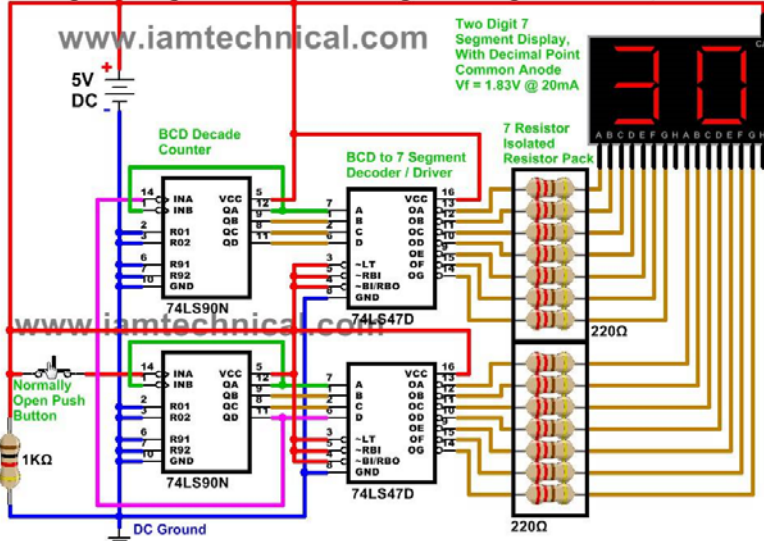 www.iamtechnical.com
Two Digit 7
Segment Display,
With Decimal Point
Common Anode
Vf = 1.83V @ 20mA
CA
30
A B C D E F G H A B C D E F G H
+
5V
DC
-
BCD Decade
Counter
BCD to 7 Segment
Decoder / Driver
7 Resistor
Isolated
Resistor Pack
14 INA VCC 5
1 INB QA 12
QB 9
2 R01 QC 8
3 R02 QD 11
6 R91
7 R92
10 GND
74LS90N
VCC 16
7 A OA 13
1 B OB 12
2 C OC 11
6 D OD 10
OE 9
3 ~LT OF 15
5 ~RBI OG 14
4 ~BI/RBO
8 GND
74LS47D
220Ω
www.iamtechnical.com
Normally
Open Push
Button
1KΩ
14 INA VCC 5
1 INB QA 12
QB 9
2 R01 QC 8
3 R02 QD 11
6 R91
7 R92
10 GND
74LS90N
VCC 16
7 A OA 13
1 B OB 12
2 C OC 11
6 D OD 10
OE 9
3 ~LT OF 15
5 ~RBI OG 14
4 ~BI/RBO
8 GND
74LS47D
220Ω
DC Ground